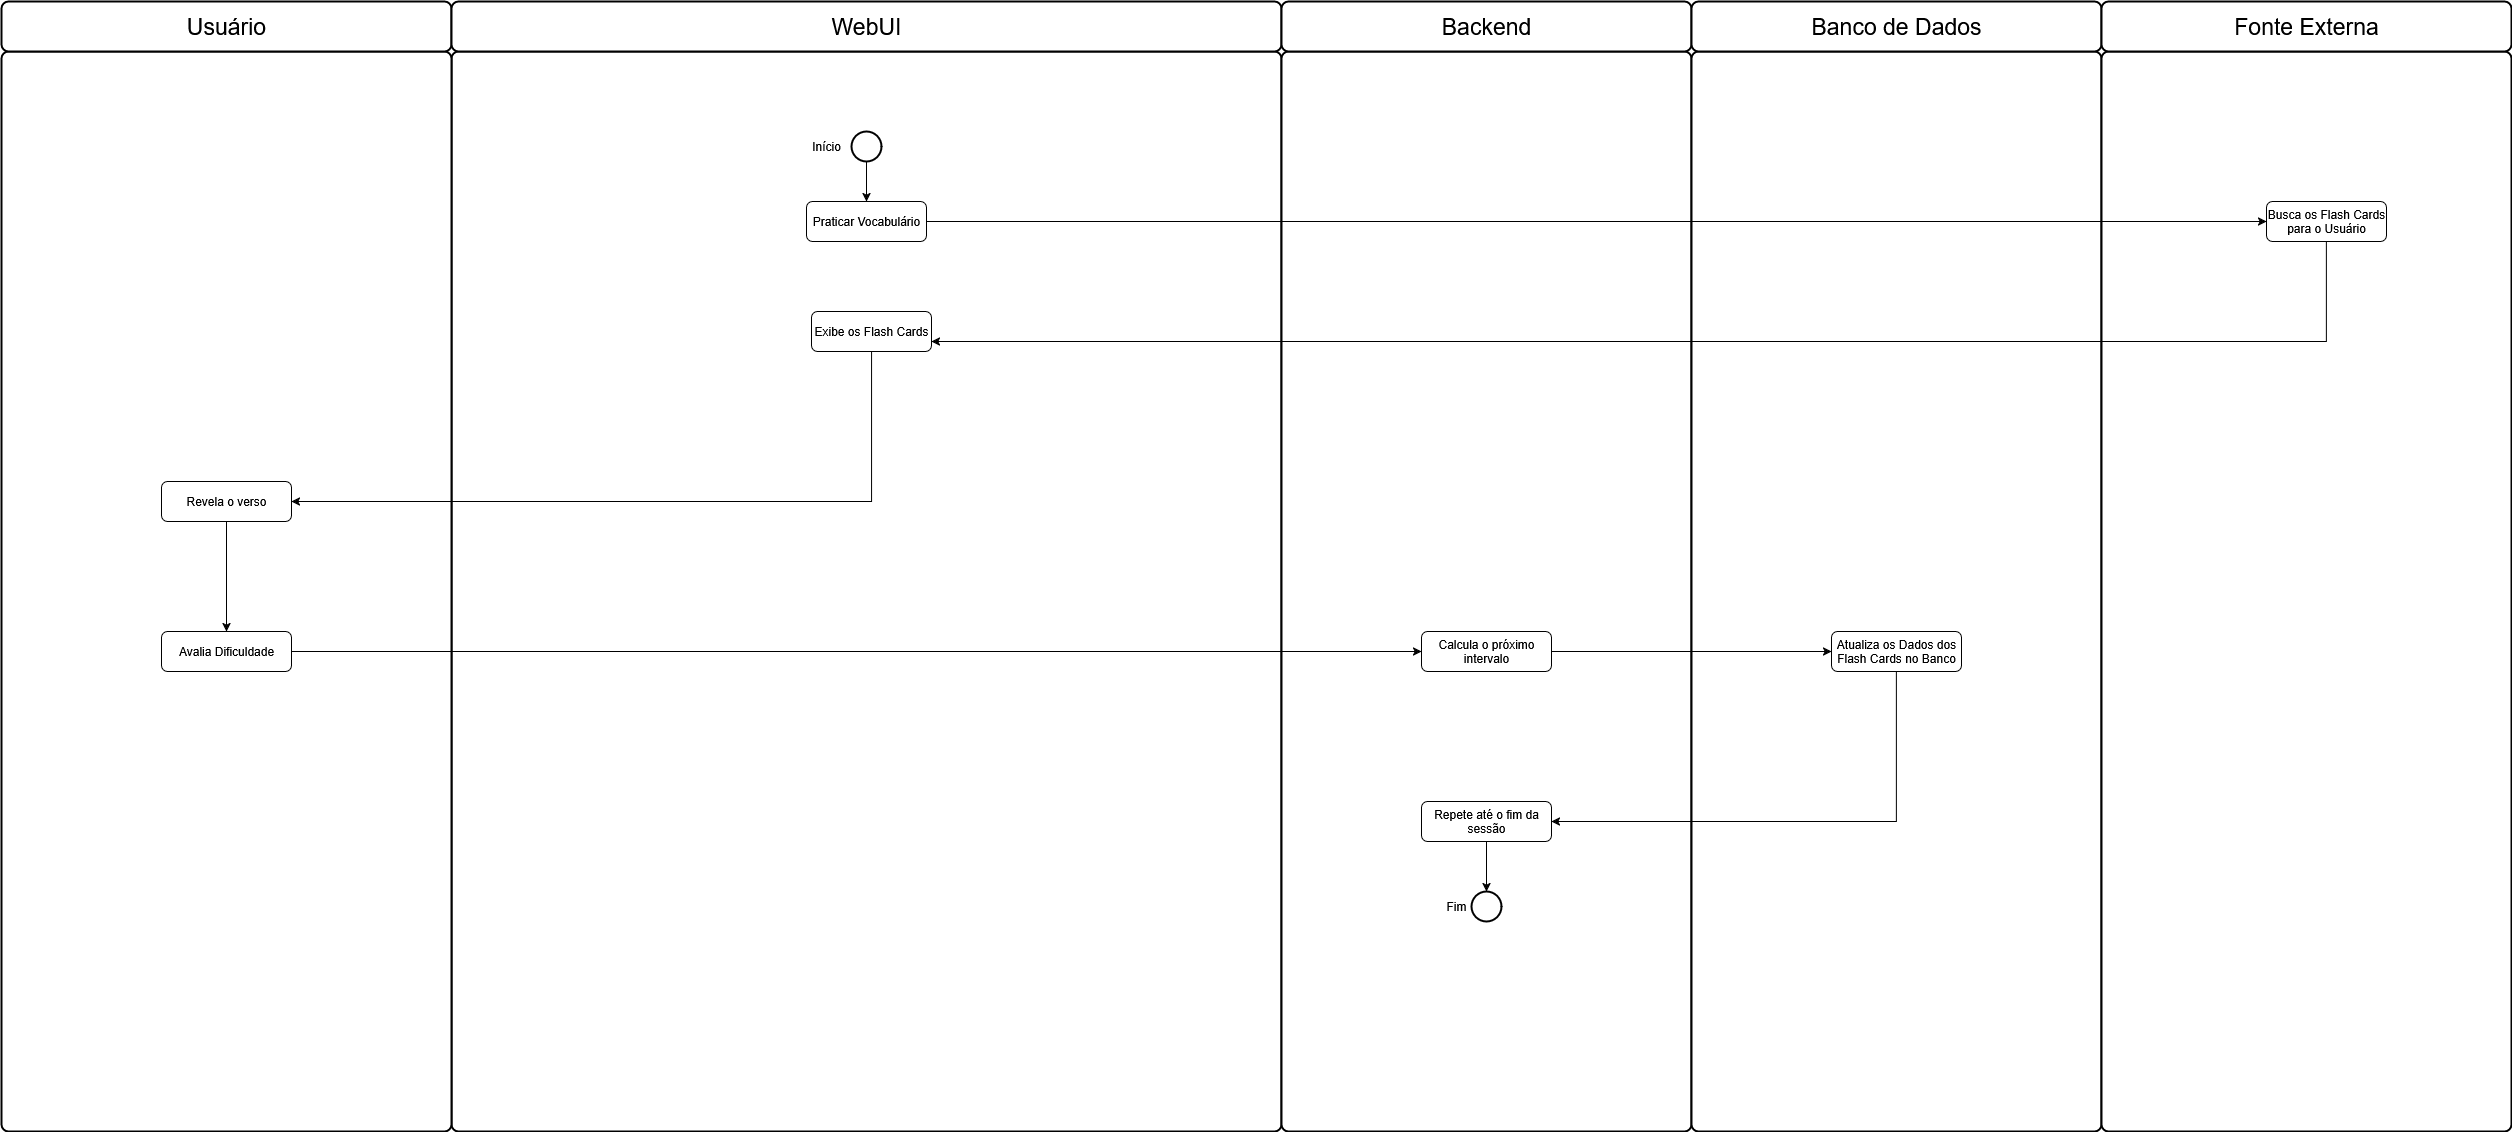 Usuário
WebUI
Backend
Banco de Dados
Fonte Externa
Início
Praticar Vocabulário
Busca os Flash Cards
para o Usuário
Exibe os Flash Cards
Revela o verso
Avalia Dificuldade
Calcula o próximo
intervalo
Atualiza os Dados dos
Flash Cards no Banco
Repete até o fim da
sessão
Fim